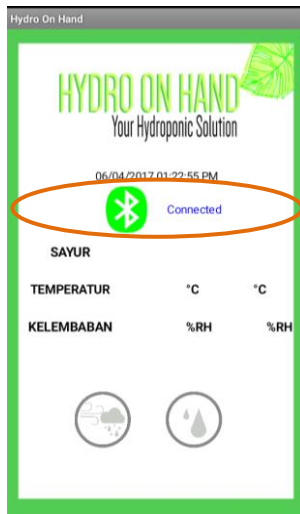 Hydro On Hand
HYDRO ON HAND
Your Hydroponic Solution
06/04/2017 01:22:55 PM
Connected
SAYUR
TEMPERATUR °C °C
KELEMBABAN %RH %RH